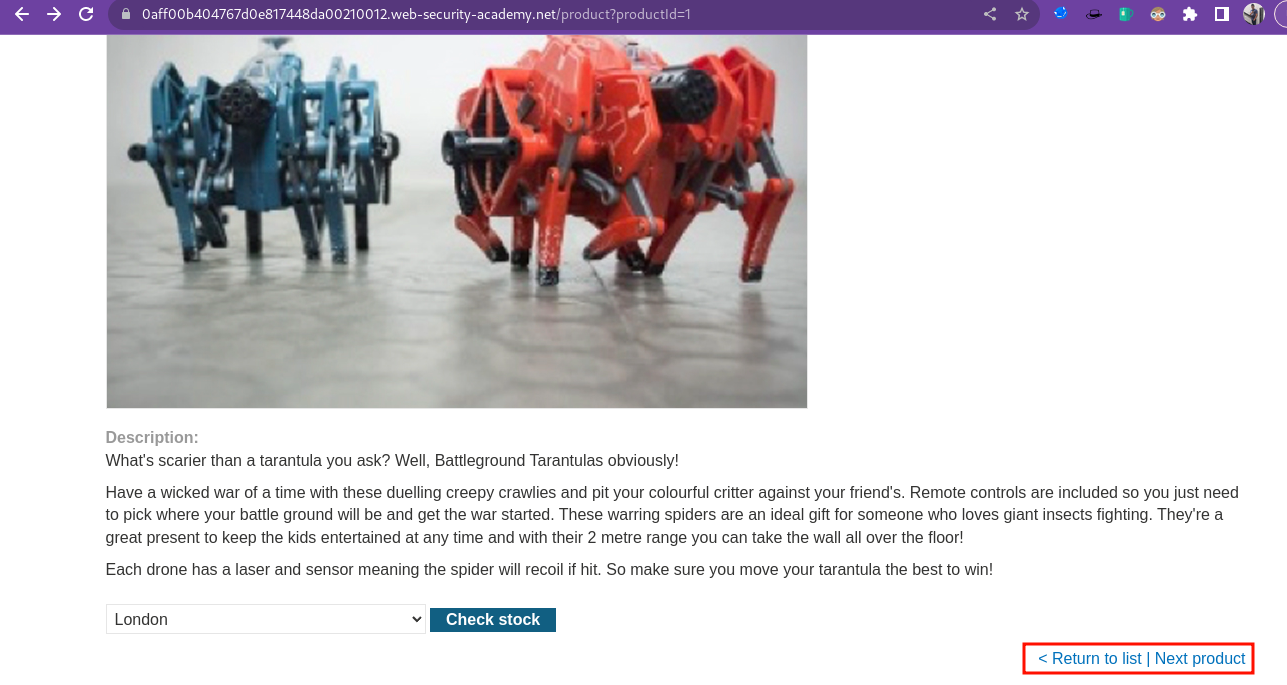 0aff00b404767d0e817448da00210012.web-security-academy.net/product?productId=1
Description:
What's scarier than a tarantula you ask? Well, Battleground Tarantulas obviously!
Have a wicked war of a time with these duelling creepy crawlies and pit your colourful critter against your friend's. Remote controls are included so you just need
to pick where your battle ground will be and get the war started. These warring spiders are an ideal gift for someone who loves giant insects fighting. They're a
great present to keep the kids entertained at any time and with their 2 metre range you can take the wall all over the floor!
Each drone has a laser and sensor meaning the spider will recoil if hit. So make sure you move your tarantula the best to win!
London Check stock
< Return to list | Next product